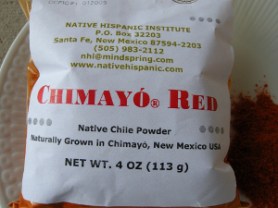 NATIVE HISPANIC INSTITUTE
P.O. Box 32203
Santa Fe, New Mexico 87594-2203
(505) 983-2112
nhi@mindspring.com
www.nativehispanic.com
CHIMAYÓ® RED
Native Chile Powder
Naturally Grown in Chimayó, New Mexico USA
NET WT. 4 OZ (113 g)